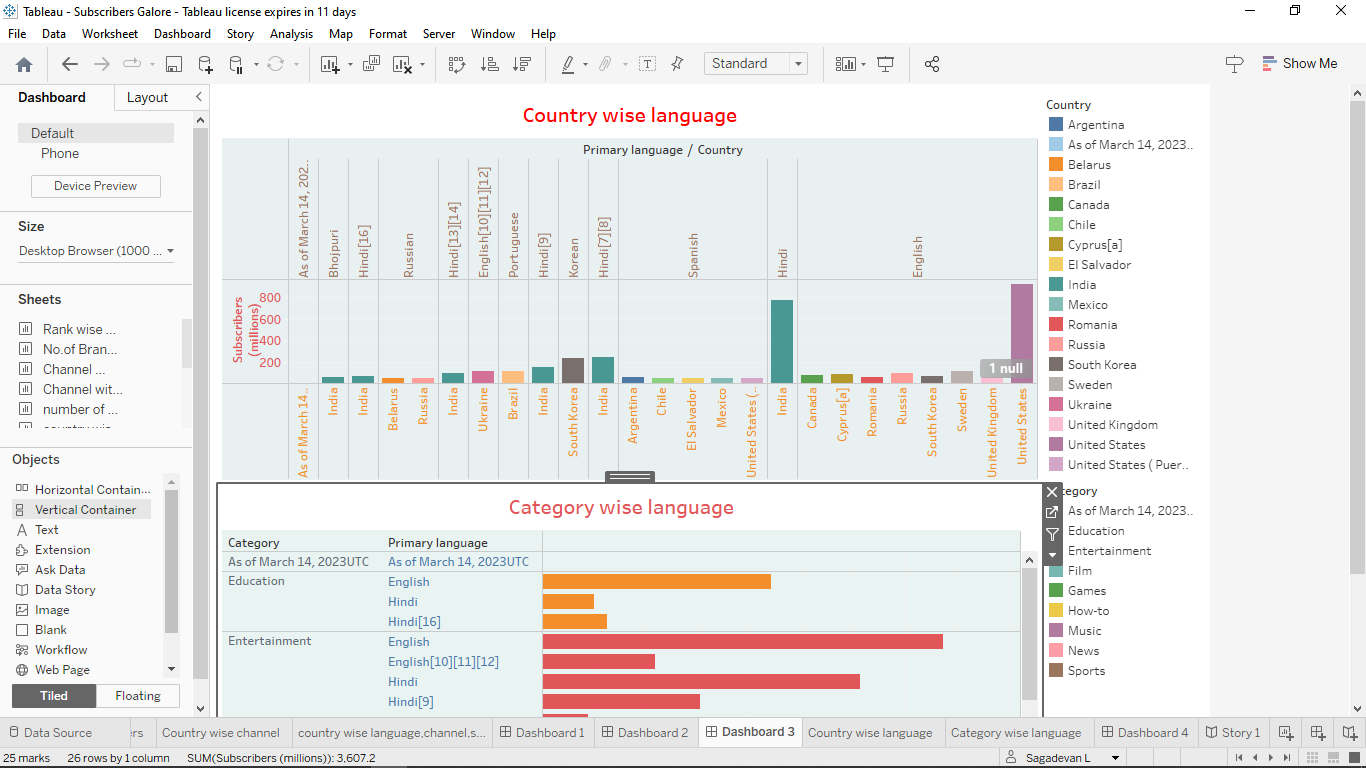 Tableau - Subscribers Galore - Tableau license expires in 11 days
File Data Worksheet Dashboard Story Analysis Map Format Server Window Help
Standard
Show Me
Dashboard Layout
Default
Phone
Device Preview
Size
Desktop Browser (1000 ...
Sheets
Rank wise ...
No.of Bran...
Channel ...
Channel wit...
number of ...
Objects
Horizontal Contain...
Vertical Container
Text
Extension
Ask Data
Data Story
Image
Blank
Workflow
Web Page
Tiled Floating
Country wise language
Primary language / Country
As of March 14, 202..
Bhojpuri
Hindi[16]
Russian
Hindi[13][14]
English[10][11][12]
Portuguese
Hindi[9]
Korean
Hindi[7][8]
Spanish
Hindi
English
Subscribers (millions)
800
600
400
200
1 null
As of March 14,..
India
India
Belarus
Russia
India
Ukraine
Brazil
India
South Korea
India
Argentina
Chile
El Salvador
Mexico
United States (..
India
Canada
Cyprus[a]
Romania
Russia
South Korea
Sweden
United Kingdom
United States
Country
Argentina
As of March 14, 2023..
Belarus
Brazil
Canada
Chile
Cyprus[a]
El Salvador
India
Mexico
Romania
Russia
South Korea
Sweden
Ukraine
United Kingdom
United States
United States ( Puer..
egory
As of March 14, 2023..
Education
Entertainment
Film
Games
How-to
Music
News
Sports
Category wise language
Category Primary language
As of March 14, 2023UTC As of March 14, 2023UTC
Education English
Hindi
Hindi[16]
Entertainment English
English[10][11][12]
Hindi
Hindi[9]
Data Source ers Country wise channel country wise language,channel,s... Dashboard 1 Dashboard 2 Dashboard 3 Country wise language Category wise language Dashboard 4 Story 1
25 marks 26 rows by 1 column SUM(Subscribers (millions)): 3,607.2 Sagadevan L